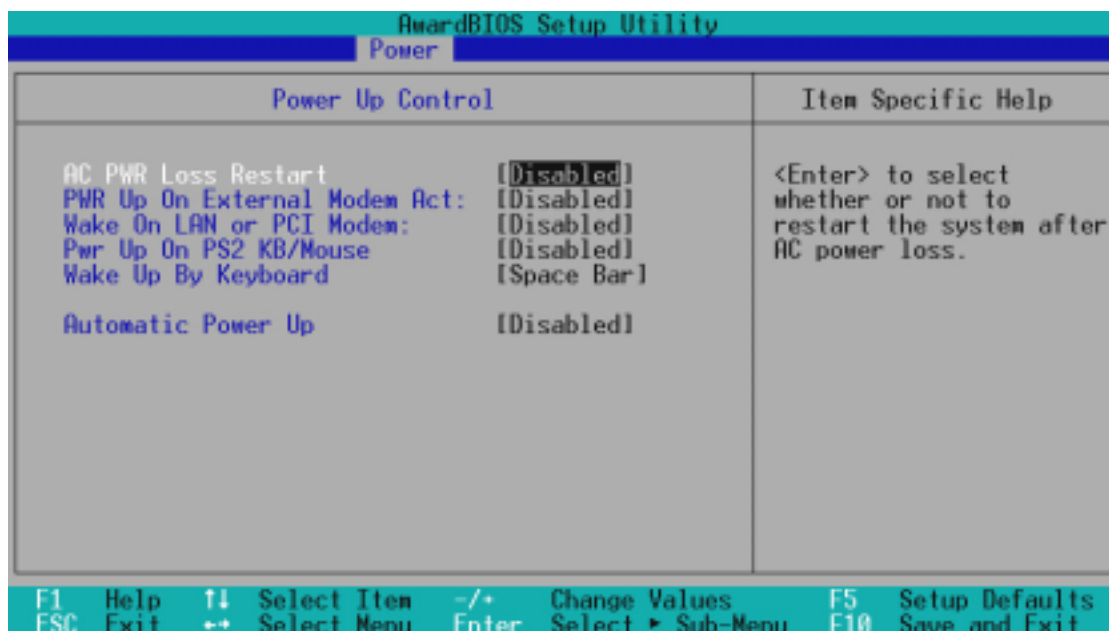 AwardBIOS Setup Utility
Power
Power Up Control
Item Specific Help
AC PWR Loss Restart [Disabled]
PWR Up On External Modem Act: [Disabled]
Wake On LAN or PCI Modem: [Disabled]
Pwr Up On PS2 KB/Mouse [Disabled]
Wake Up By Keyboard [Space Bar]
Automatic Power Up [Disabled]
<Enter> to select
whether or not to
restart the system after
AC power loss.
F1 Help ↑↓ Select Item -/+ Change Values F5 Setup Defaults
ESC Exit ←→ Select Menu Enter Select ► Sub-Menu F10 Save and Exit